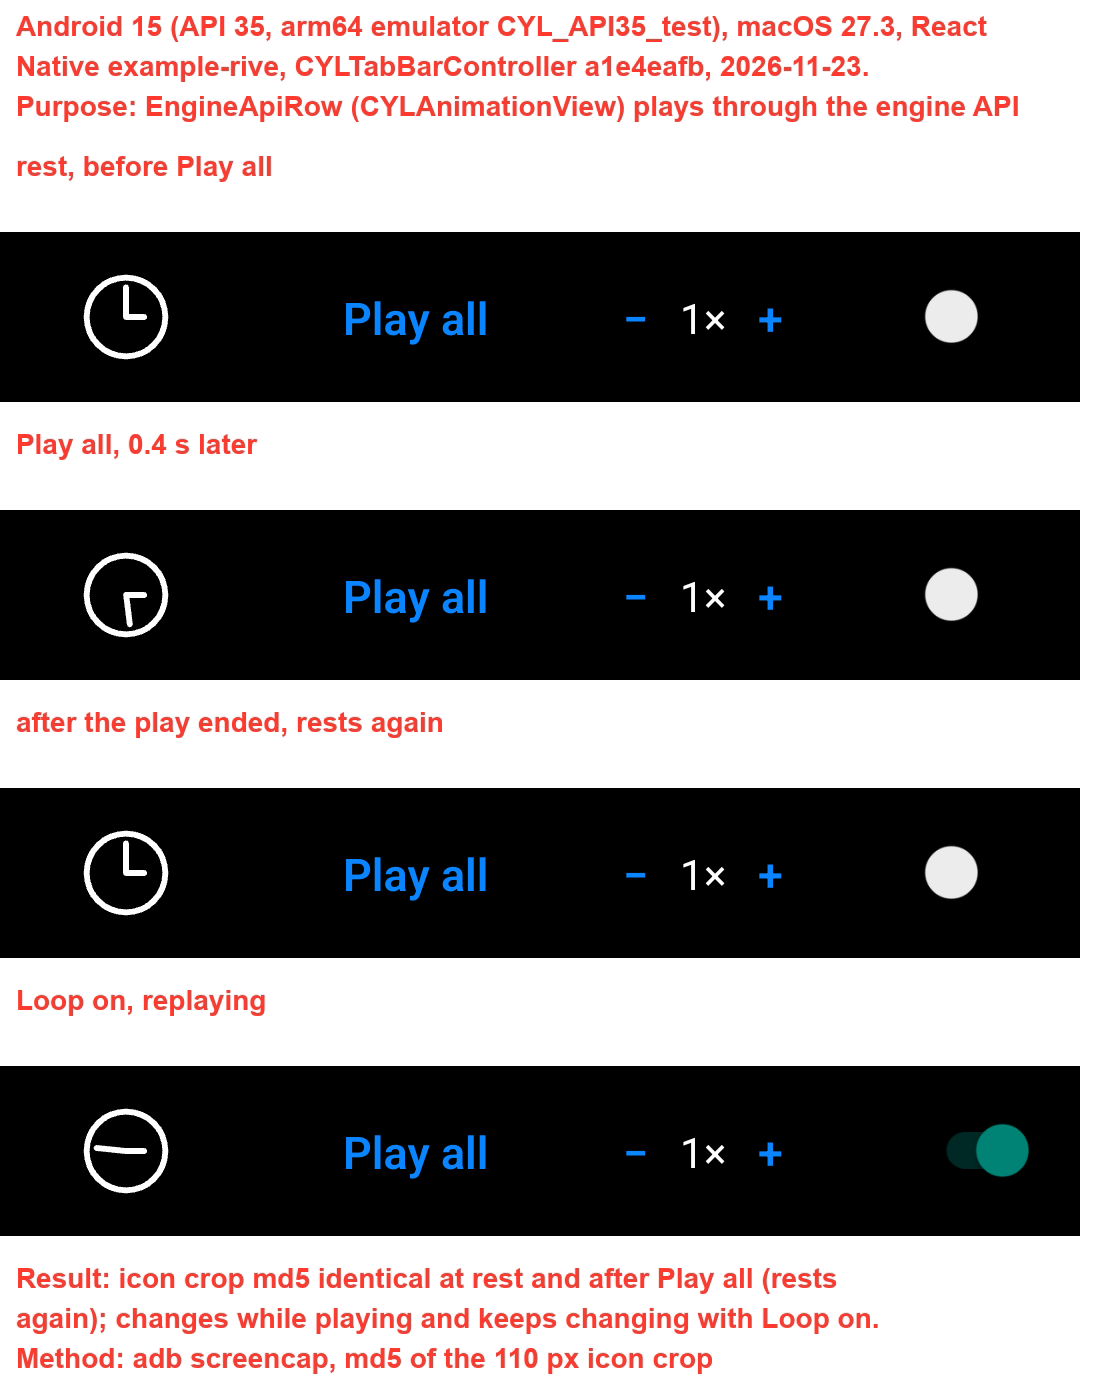 Android 15 (API 35, arm64 emulator CYL_API35_test), macOS 27.3, React
Native example-rive, CYLTabBarController a1e4eafb, 2026-11-23.
Purpose: EngineApiRow (CYLAnimationView) plays through the engine API
rest, before Play all
Play all − 1× +
Play all, 0.4 s later
Play all − 1× +
after the play ended, rests again
Play all − 1× +
Loop on, replaying
Play all − 1× +
Result: icon crop md5 identical at rest and after Play all (rests
again); changes while playing and keeps changing with Loop on.
Method: adb screencap, md5 of the 110 px icon crop